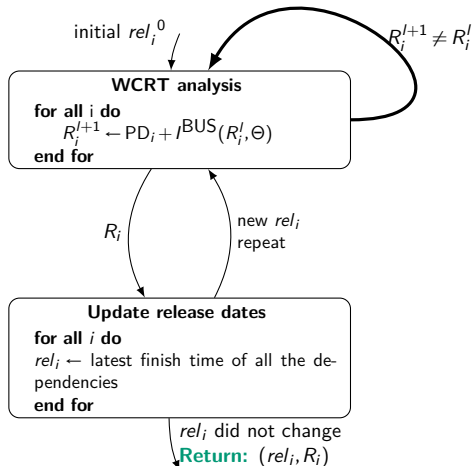 initial rel_i^0
R_i^{l+1} ≠ R_i^l
WCRT analysis
for all i do
R_i^{l+1} ← PD_i + I^{BUS}(R_i^l, Θ)
end for
R_i
new rel_i
repeat
Update release dates
for all i do
rel_i ← latest finish time of all the de-
pendencies
end for
rel_i did not change
Return: (rel_i, R_i)